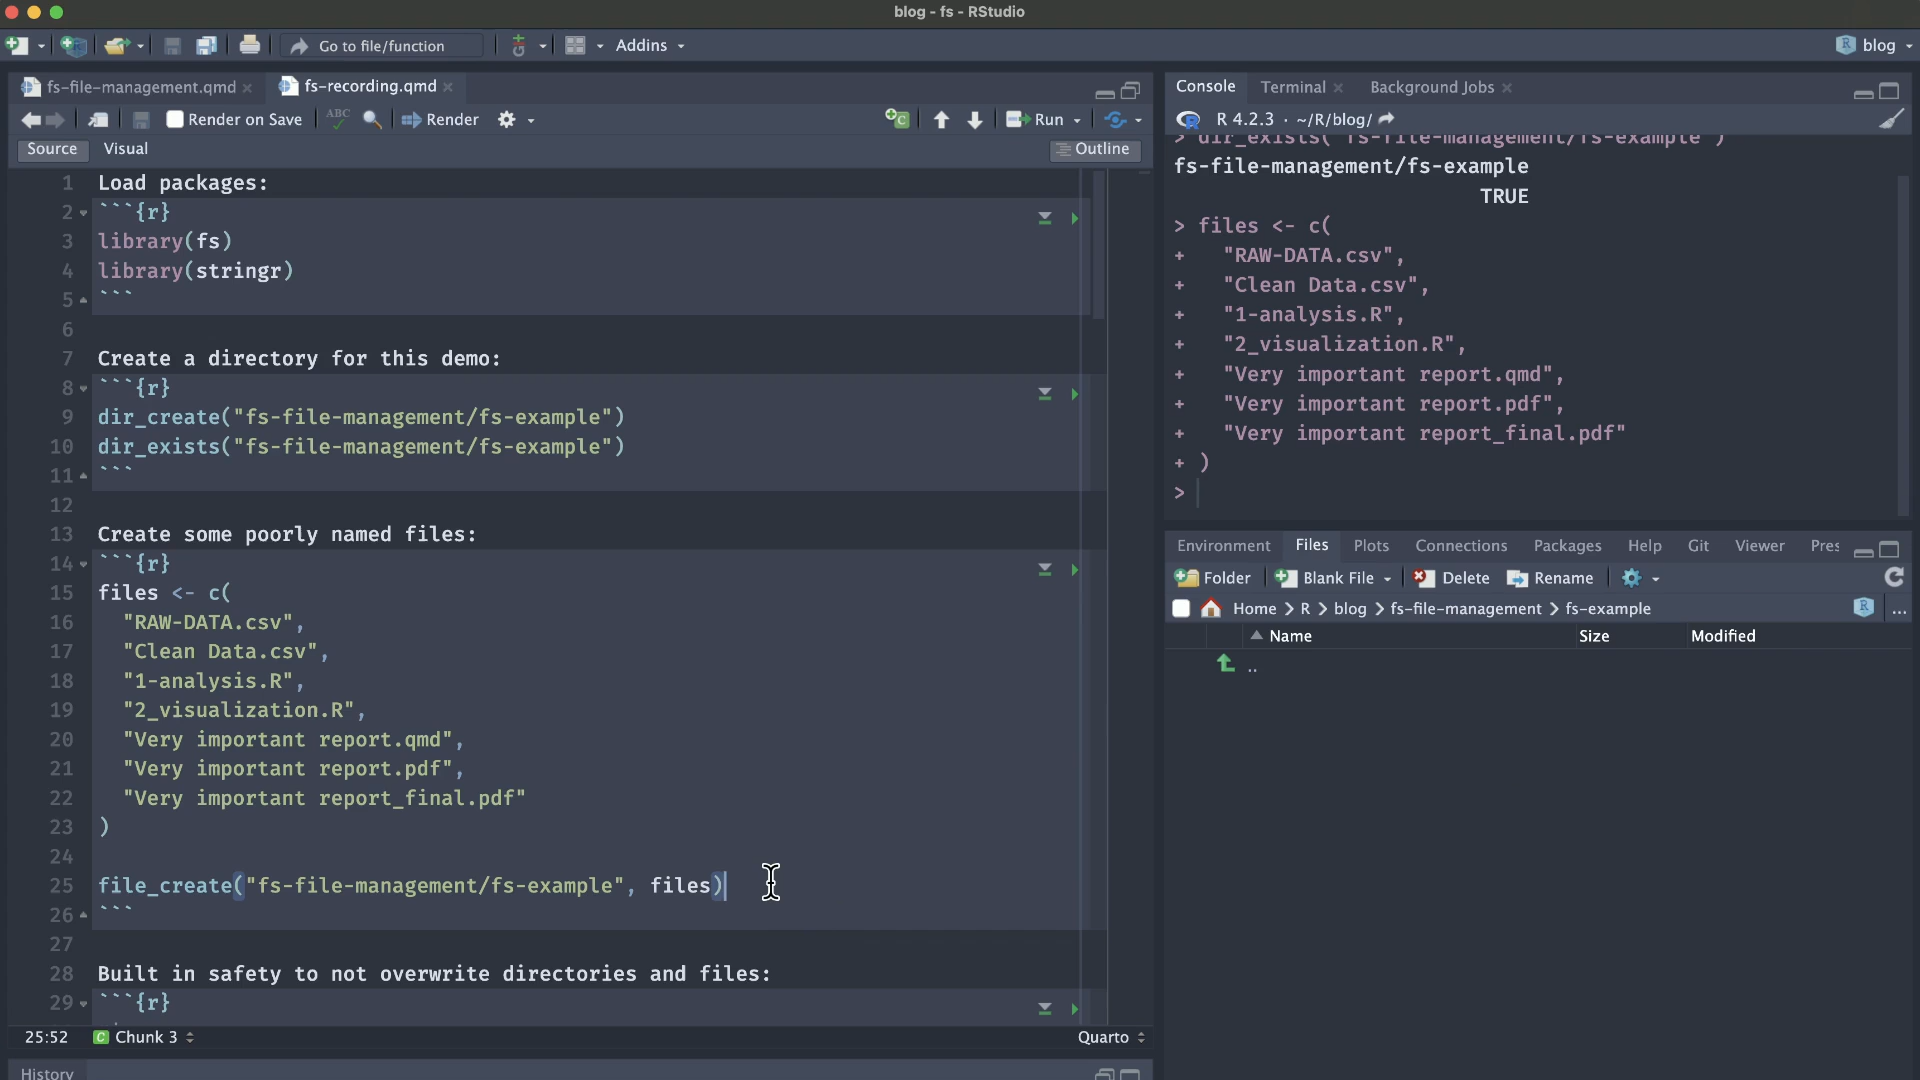 blog - fs - RStudio
Go to file/function
Addins
blog
fs-file-management.qmd
fs-recording.qmd
Render on Save
ABC
Render
Run
Source
Visual
Outline
1 Load packages:
2 ```{r}
3 library(fs)
4 library(stringr)
5 ```
6
7 Create a directory for this demo:
8 ```{r}
9 dir_create("fs-file-management/fs-example")
10 dir_exists("fs-file-management/fs-example")
11 ```
12
13 Create some poorly named files:
14 ```{r}
15 files <- c(
16 "RAW-DATA.csv",
17 "Clean Data.csv",
18 "1-analysis.R",
19 "2_visualization.R",
20 "Very important report.qmd",
21 "Very important report.pdf",
22 "Very important report_final.pdf"
23 )
24
25 file_create("fs-file-management/fs-example", files)
26 ```
27
28 Built in safety to not overwrite directories and files:
29 ```{r}
25:52
C Chunk 3
Quarto
History
Console
Terminal
Background Jobs
R 4.2.3 · ~/R/blog/
> dir_exists("fs-file-management/fs-example")
fs-file-management/fs-example
TRUE
> files <- c(
+ "RAW-DATA.csv",
+ "Clean Data.csv",
+ "1-analysis.R",
+ "2_visualization.R",
+ "Very important report.qmd",
+ "Very important report.pdf",
+ "Very important report_final.pdf"
+ )
>
Environment
Files
Plots
Connections
Packages
Help
Git
Viewer
Pres
Folder
Blank File
Delete
Rename
Home > R > blog > fs-file-management > fs-example
...
Name
Size
Modified
..